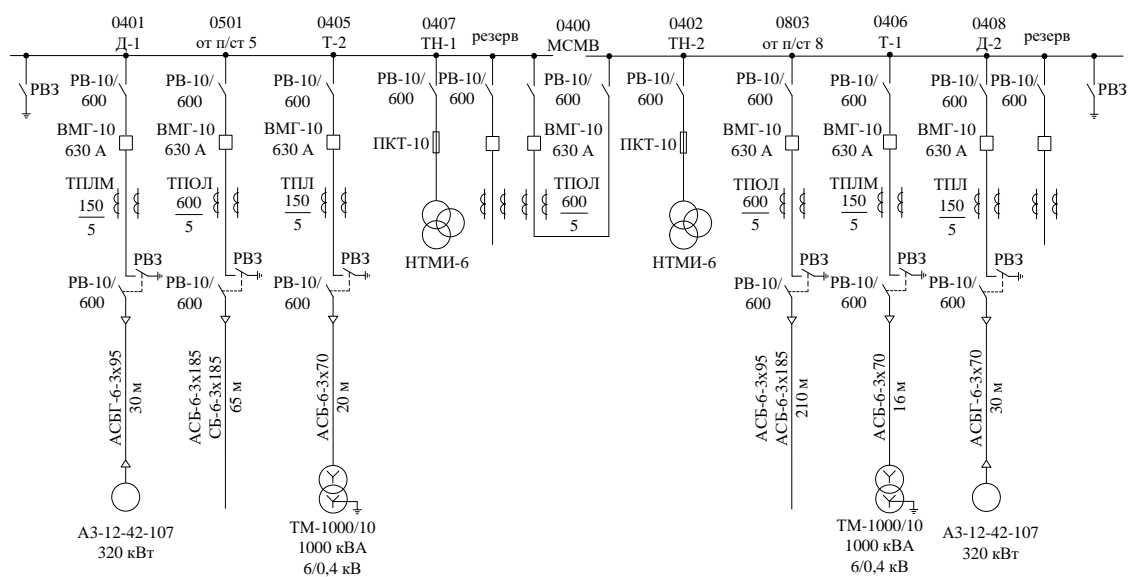 0401
Д-1
0501
от п/ст 5
0405
Т-2
0407
ТН-1
резерв
0400
МСМВ
0402
ТН-2
0803
от п/ст 8
0406
Т-1
0408
Д-2
резерв
РВЗ
РВ-10/
600
РВ-10/
600
РВ-10/
600
РВ-10/
600
РВ-10/
600
РВ-10/
600
РВ-10/
600
РВ-10/
600
РВ-10/
600
РВ-10/
600
РВ-10/
600
РВЗ
ВМГ-10
630 А
ВМГ-10
630 А
ВМГ-10
630 А
ПКТ-10
ВМГ-10
630 А
ПКТ-10
ВМГ-10
630 А
ВМГ-10
630 А
ВМГ-10
630 А
ТПЛМ
150
5
ТПОЛ
600
5
ТПЛ
150
5
ТПОЛ
600
5
ТПОЛ
600
5
ТПЛМ
150
5
ТПЛ
150
5
НТМИ-6
НТМИ-6
РВЗ
РВ-10/
600
РВЗ
РВ-10/
600
РВЗ
РВ-10/
600
РВЗ
РВ-10/
600
РВЗ
РВ-10/
600
РВЗ
РВ-10/
600
АСБГ-6-3х95
30 м
АСБ-6-3х185
СБ-6-3х185
65 м
АСБ-6-3х70
20 м
АСБ-6-3х95
АСБ-6-3х185
210 м
АСБ-6-3х70
16 м
АСБГ-6-3х70
30 м
АЗ-12-42-107
320 кВт
ТМ-1000/10
1000 кВА
6/0,4 кВ
ТМ-1000/10
1000 кВА
6/0,4 кВ
АЗ-12-42-107
320 кВт